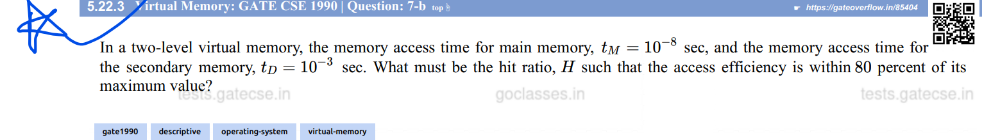 5.22.3 Virtual Memory: GATE CSE 1990 | Question: 7-b top
https://gateoverflow.in/85404
In a two-level virtual memory, the memory access time for main memory, t_M = 10^{-8} sec, and the memory access time for
the secondary memory, t_D = 10^{-3} sec. What must be the hit ratio, H such that the access efficiency is within 80 percent of its
maximum value?
tests.gatecse.in goclasses.in tests.gatecse.in
gate1990 descriptive operating-system virtual-memory